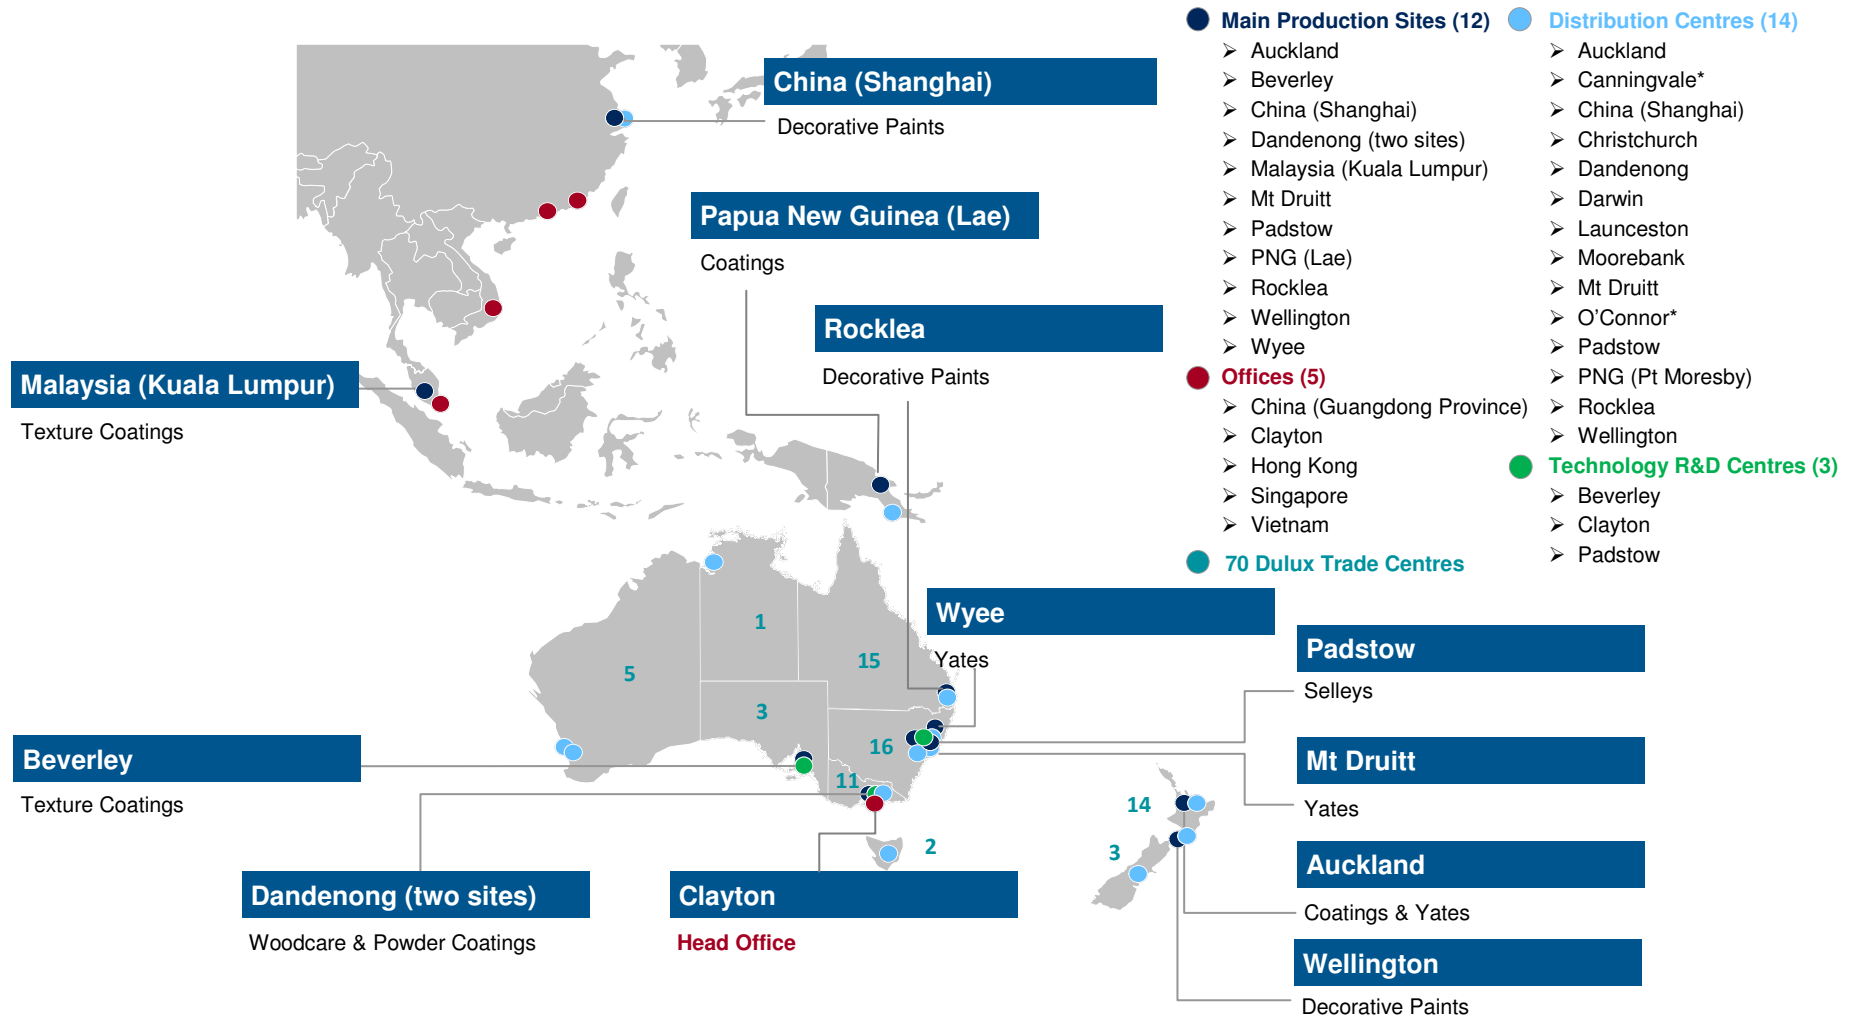 China (Shanghai)
Decorative Paints
Papua New Guinea (Lae)
Coatings
Rocklea
Decorative Paints
Malaysia (Kuala Lumpur)
Texture Coatings
Main Production Sites (12)
➢ Auckland
➢ Beverley
➢ China (Shanghai)
➢ Dandenong (two sites)
➢ Malaysia (Kuala Lumpur)
➢ Mt Druitt
➢ Padstow
➢ PNG (Lae)
➢ Rocklea
➢ Wellington
➢ Wyee
Offices (5)
➢ China (Guangdong Province)
➢ Clayton
➢ Hong Kong
➢ Singapore
➢ Vietnam
70 Dulux Trade Centres
Distribution Centres (14)
➢ Auckland
➢ Canningvale*
➢ China (Shanghai)
➢ Christchurch
➢ Dandenong
➢ Darwin
➢ Launceston
➢ Moorebank
➢ Mt Druitt
➢ O'Connor*
➢ Padstow
➢ PNG (Pt Moresby)
➢ Rocklea
➢ Wellington
Technology R&D Centres (3)
➢ Beverley
➢ Clayton
➢ Padstow
Wyee
Yates
Padstow
Selleys
Mt Druitt
Yates
Auckland
Coatings & Yates
Wellington
Decorative Paints
Beverley
Texture Coatings
Dandenong (two sites)
Woodcare & Powder Coatings
Clayton
Head Office
1
15
5
3
16
11
2
14
3